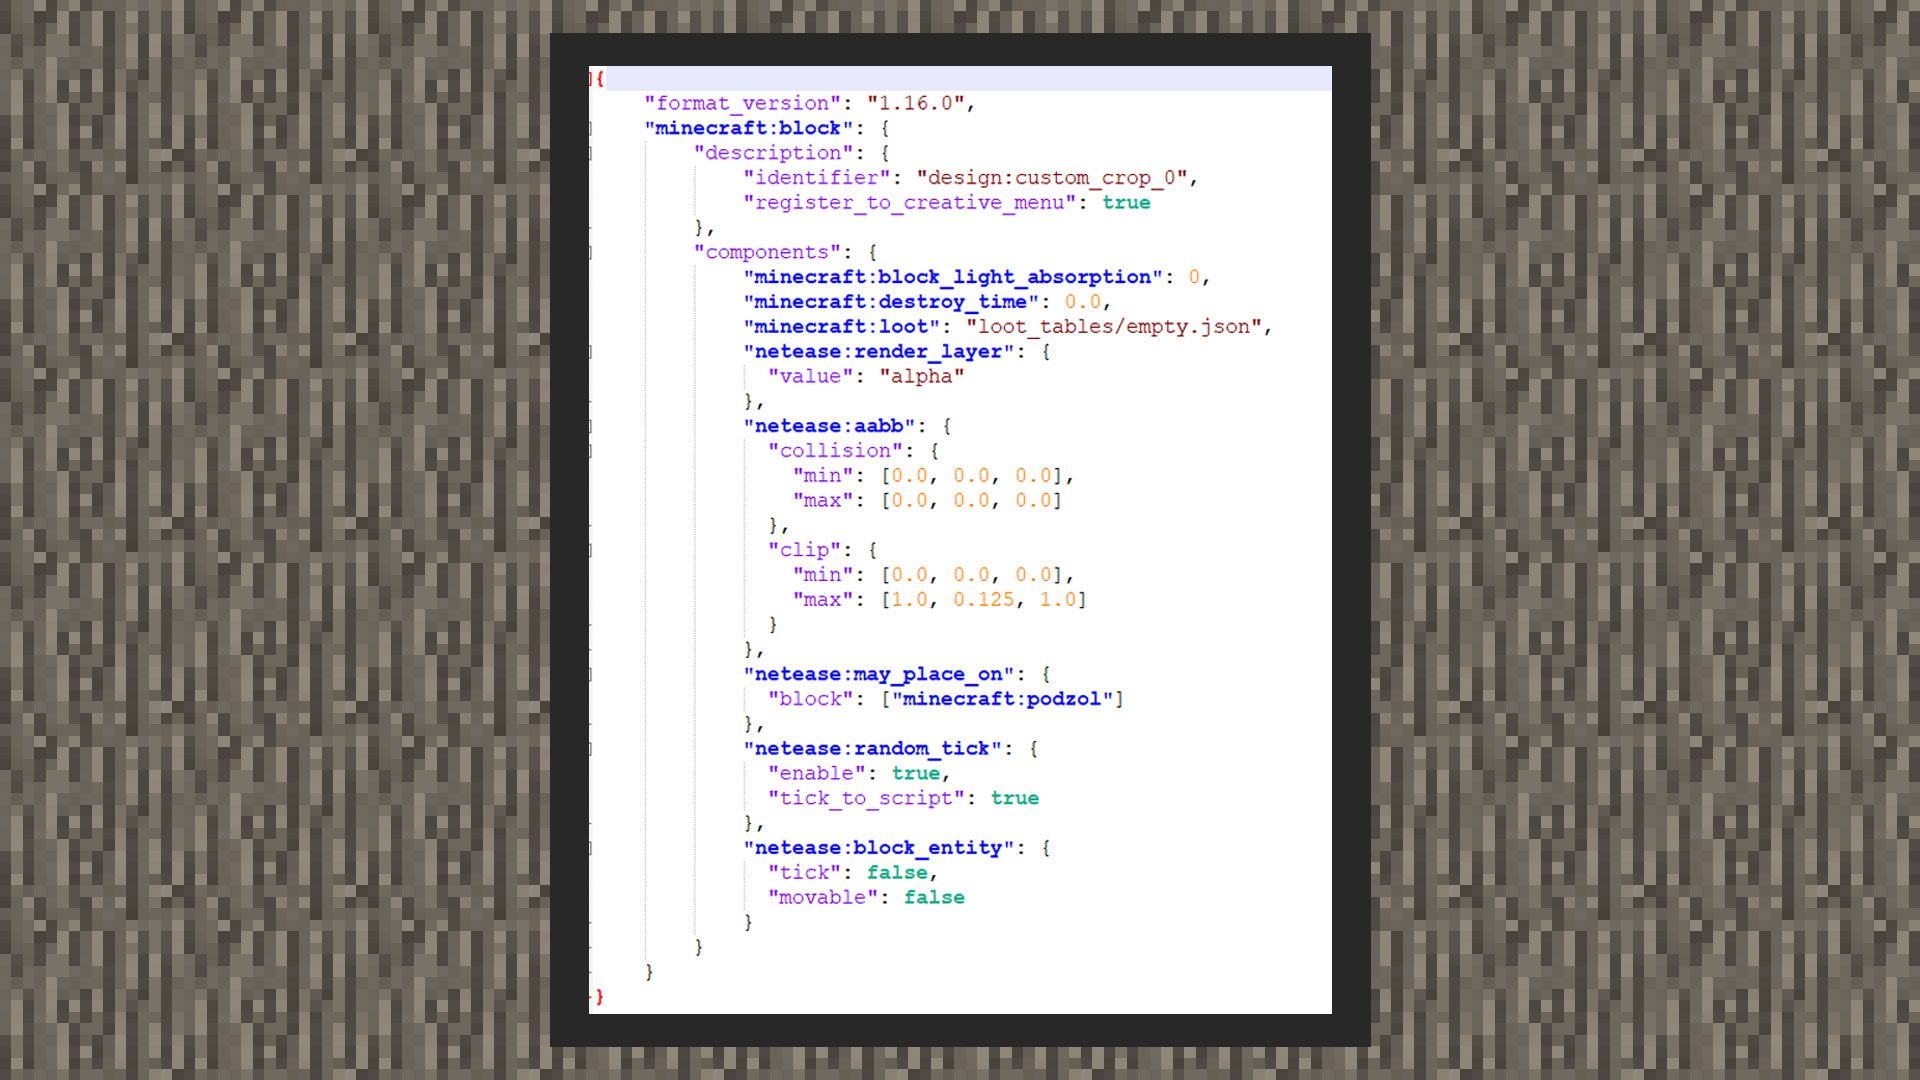 {
"format_version": "1.16.0",
"minecraft:block": {
"description": {
"identifier": "design:custom_crop_0",
"register_to_creative_menu": true
},
"components": {
"minecraft:block_light_absorption": 0,
"minecraft:destroy_time": 0.0,
"minecraft:loot": "loot_tables/empty.json",
"netease:render_layer": {
"value": "alpha"
},
"netease:aabb": {
"collision": {
"min": [0.0, 0.0, 0.0],
"max": [0.0, 0.0, 0.0]
},
"clip": {
"min": [0.0, 0.0, 0.0],
"max": [1.0, 0.125, 1.0]
}
},
"netease:may_place_on": {
"block": ["minecraft:podzol"]
},
"netease:random_tick": {
"enable": true,
"tick_to_script": true
},
"netease:block_entity": {
"tick": false,
"movable": false
}
}
}
}